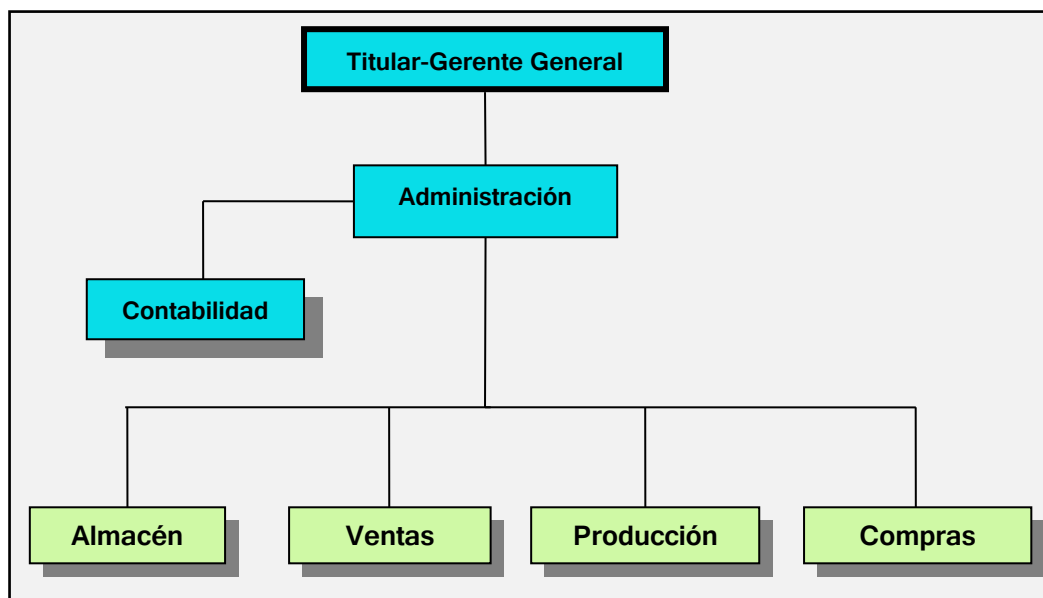 Titular-Gerente General
Administración
Contabilidad
Almacén
Ventas
Producción
Compras